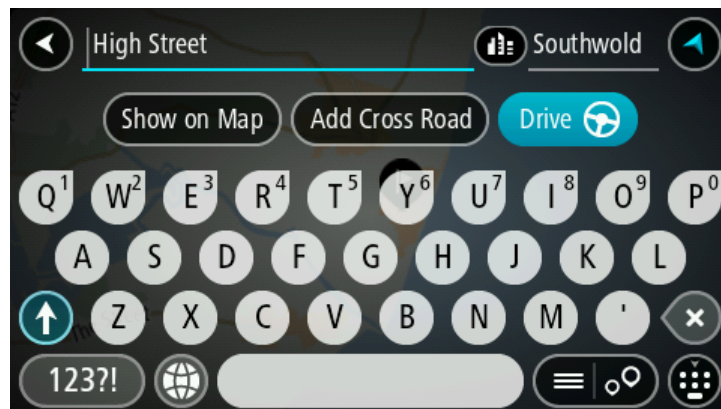 High Street Southwold
Show on Map Add Cross Road Drive
Q1 W2 E3 R4 T5 Y6 U7 I8 O9 P0
A S D F G H J K L
Z X C V B N M '
123?!